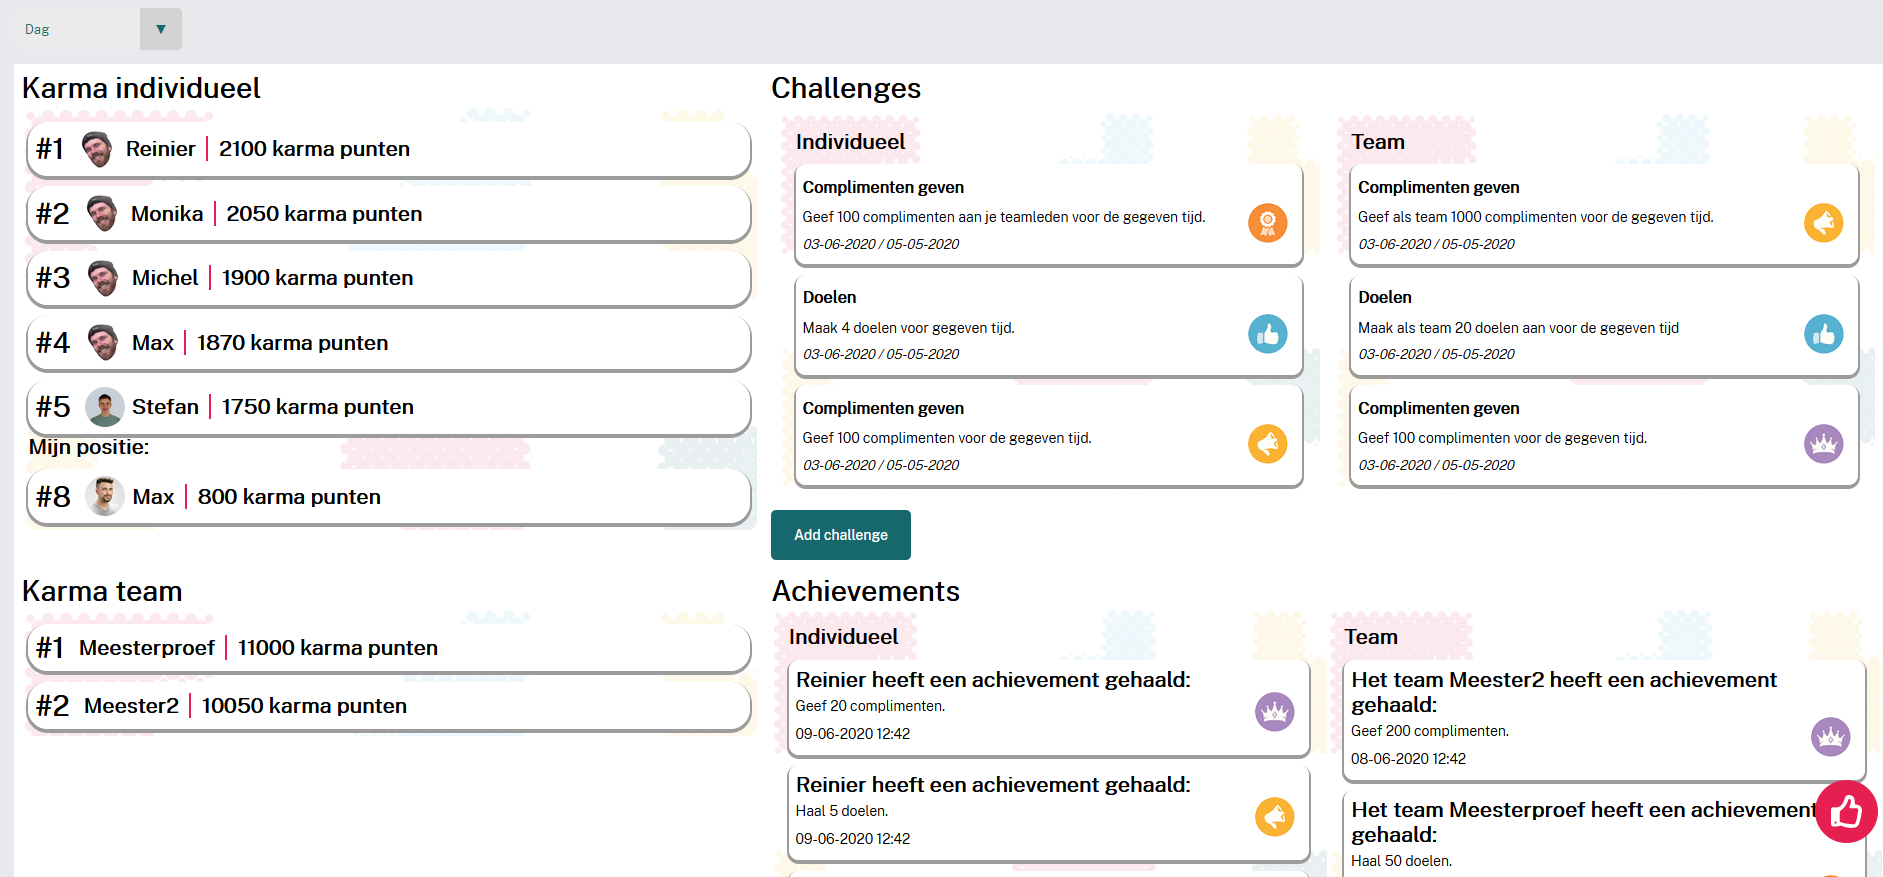 Dag
Karma individueel
#1 Reinier 2100 karma punten
#2 Monika 2050 karma punten
#3 Michel 1900 karma punten
#4 Max 1870 karma punten
#5 Stefan 1750 karma punten
Mijn positie:
#8 Max 800 karma punten
Karma team
#1 Meesterproef 11000 karma punten
#2 Meester2 10050 karma punten
Challenges
Individueel
Complimenten geven
Geef 100 complimenten aan je teamleden voor de gegeven tijd.
03-06-2020 / 05-05-2020
Doelen
Maak 4 doelen voor gegeven tijd.
03-06-2020 / 05-05-2020
Complimenten geven
Geef 100 complimenten voor de gegeven tijd.
03-06-2020 / 05-05-2020
Team
Complimenten geven
Geef als team 1000 complimenten voor de gegeven tijd.
03-06-2020 / 05-05-2020
Doelen
Maak als team 20 doelen aan voor de gegeven tijd
03-06-2020 / 05-05-2020
Complimenten geven
Geef 100 complimenten voor de gegeven tijd.
03-06-2020 / 05-05-2020
Add challenge
Achievements
Individueel
Reinier heeft een achievement gehaald:
Geef 20 complimenten.
09-06-2020 12:42
Reinier heeft een achievement gehaald:
Haal 5 doelen.
09-06-2020 12:42
Team
Het team Meester2 heeft een achievement
gehaald:
Geef 200 complimenten.
08-06-2020 12:42
Het team Meesterproef heeft een achievement
gehaald:
Haal 50 doelen.